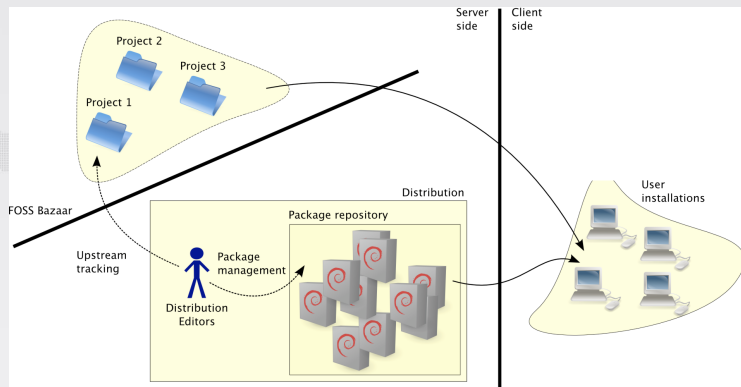 Server
side
Client
side
Project 2
Project 3
Project 1
FOSS Bazaar
Distribution
Package repository
Upstream
tracking
Package
management
Distribution
Editors
User
installations